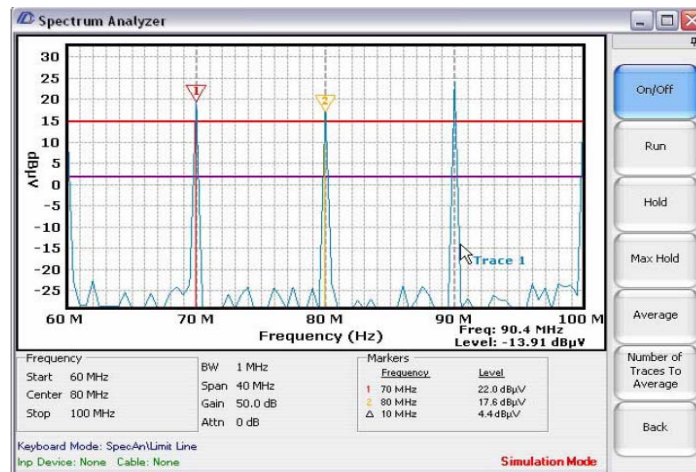 Spectrum Analyzer
30
25
20
15
10
5
0
-5
-10
-15
-20
-25
dBµV
1
2
Trace 1
60 M
70 M
80 M
90 M
100 M
Frequency (Hz)
Freq: 90.4 MHz
Level: -13.91 dBµV
Frequency
Start 60 MHz
Center 80 MHz
Stop 100 MHz
BW 1 MHz
Span 40 MHz
Gain 50.0 dB
Attn 0 dB
Markers
Frequency Level
1 70 MHz 22.0 dBµV
2 80 MHz 17.6 dBµV
Δ 10 MHz 4.4dBµV
Keyboard Mode: SpecAn\Limit Line
Inp Device: None Cable: None
Simulation Mode
On/Off
Run
Hold
Max Hold
Average
Number of
Traces To
Average
Back